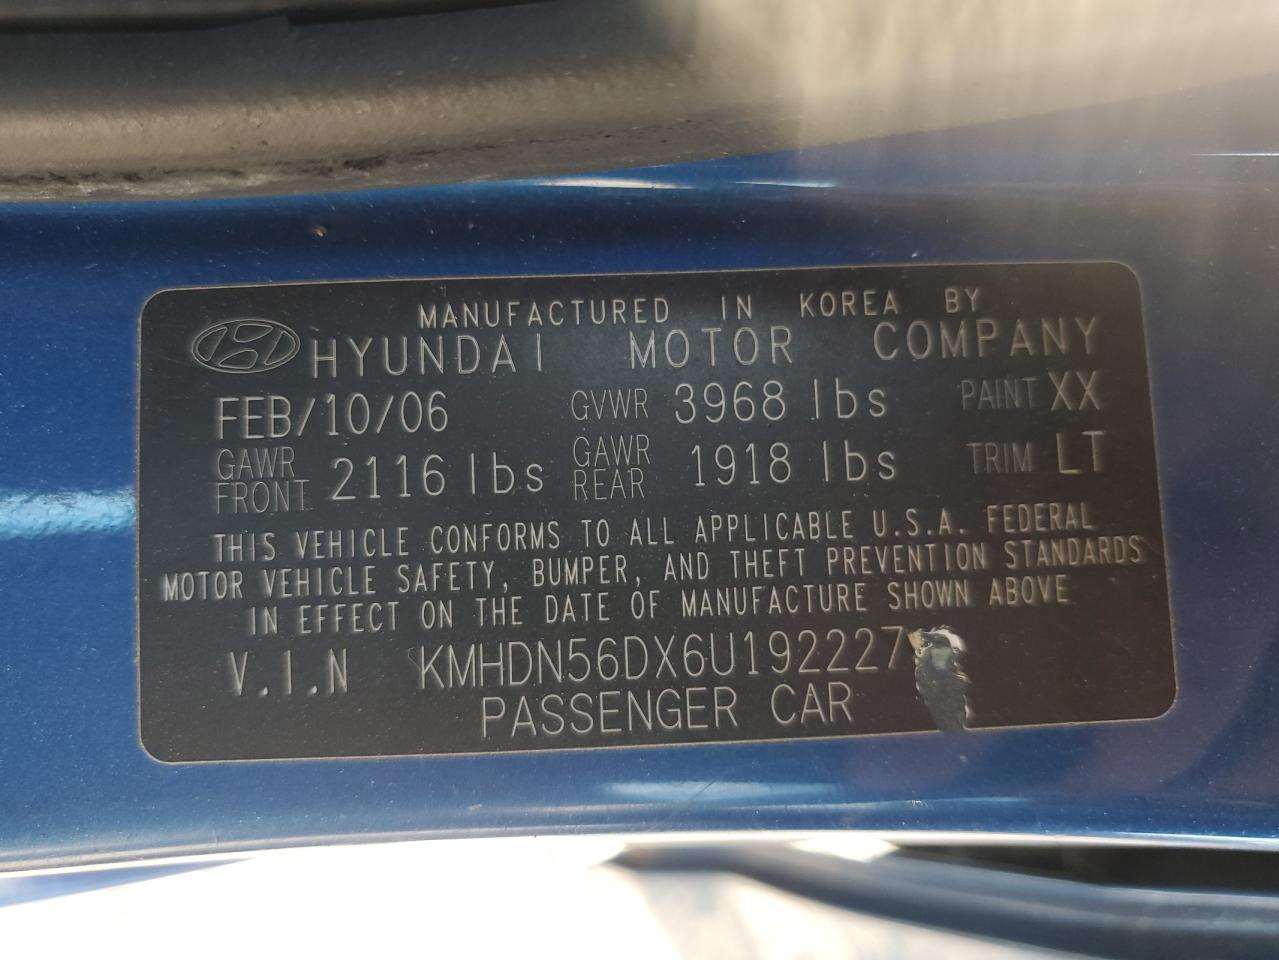 MANUFACTURED IN KOREA BY
HYUNDAI MOTOR COMPANY
FEB/10/06 GVWR 3968 lbs PAINT XX
GAWR FRONT 2116 lbs GAWR REAR 1918 lbs TRIM LT
THIS VEHICLE CONFORMS TO ALL APPLICABLE U.S.A. FEDERAL
MOTOR VEHICLE SAFETY, BUMPER, AND THEFT PREVENTION STANDARDS
IN EFFECT ON THE DATE OF MANUFACTURE SHOWN ABOVE
V.I.N KMHDN56DX6U192227
PASSENGER CAR